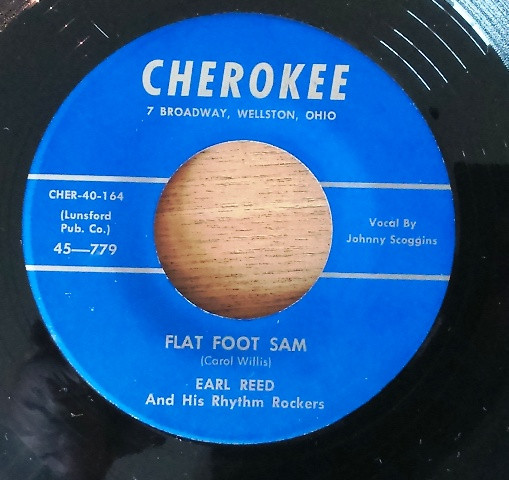 CHEROKEE
7 BROADWAY, WELLSTON, OHIO
CHER-40-164
(Lunsford
Pub. Co.)
45—779
Vocal By
Johnny Scoggins
FLAT FOOT SAM
(Carol Willis)
EARL REED
And His Rhythm Rockers